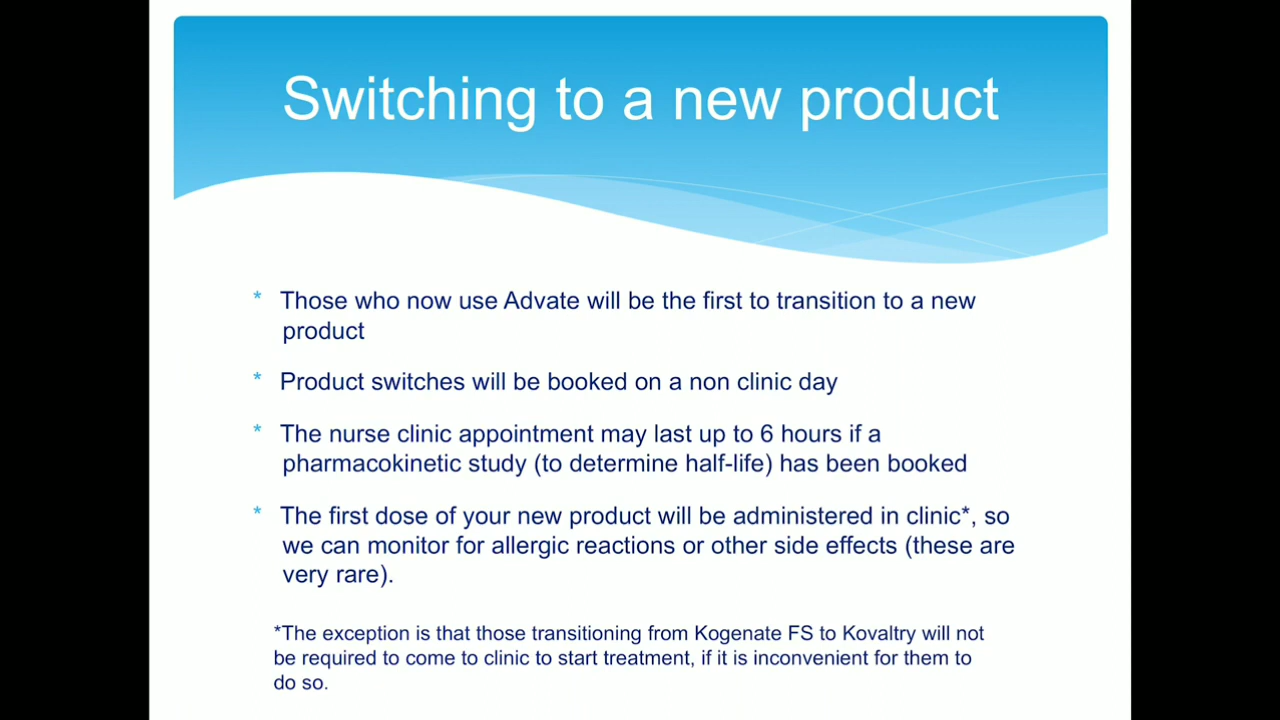 Switching to a new product
* Those who now use Advate will be the first to transition to a new
product
* Product switches will be booked on a non clinic day
* The nurse clinic appointment may last up to 6 hours if a
pharmacokinetic study (to determine half-life) has been booked
* The first dose of your new product will be administered in clinic*, so
we can monitor for allergic reactions or other side effects (these are
very rare).
*The exception is that those transitioning from Kogenate FS to Kovaltry will not
be required to come to clinic to start treatment, if it is inconvenient for them to
do so.